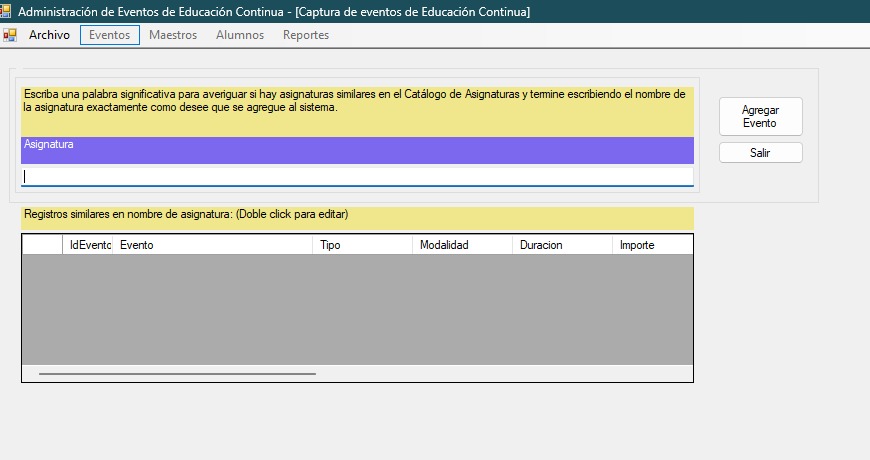 Administración de Eventos de Educación Continua - [Captura de eventos de Educación Continua]
Archivo Eventos Maestros Alumnos Reportes
Escriba una palabra significativa para averiguar si hay asignaturas similares en el Catálogo de Asignaturas y termine escribiendo el nombre de
la asignatura exactamente como desee que se agregue al sistema.
Agregar
Evento
Asignatura
Salir
Registros similares en nombre de asignatura: (Doble click para editar)
IdEvento Evento Tipo Modalidad Duracion Importe